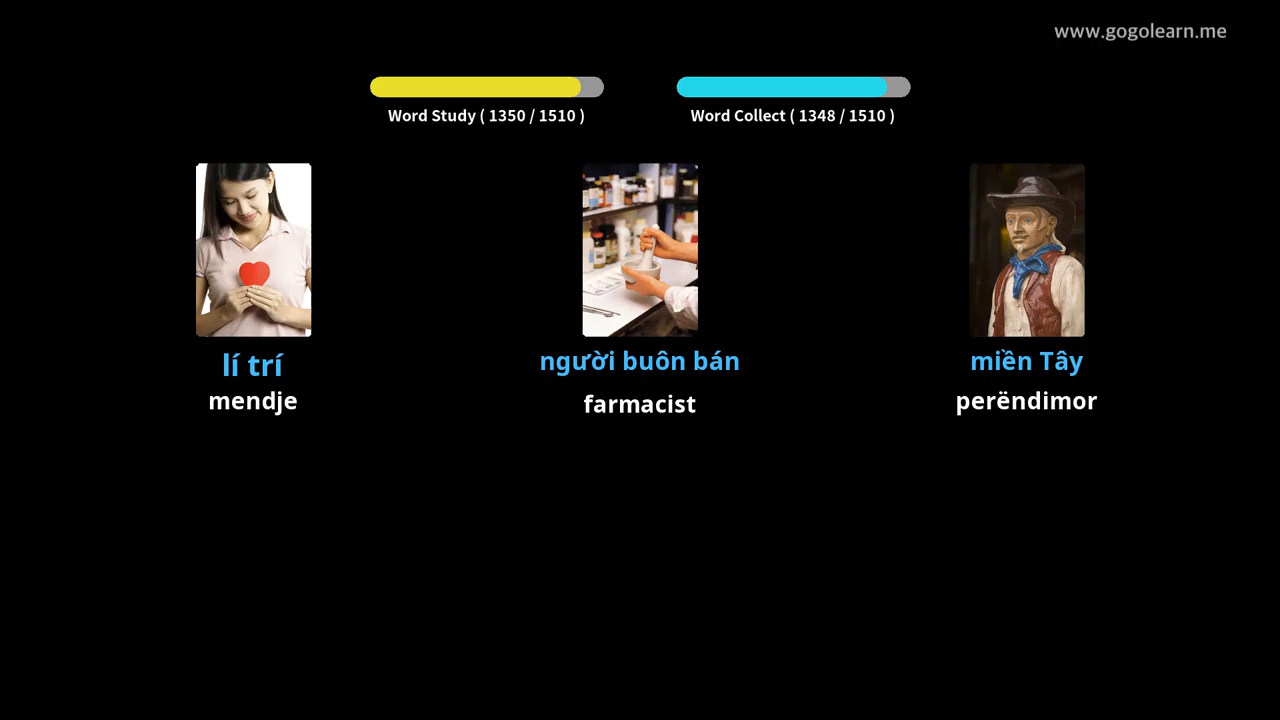 www.gogolearn.me
Word Study ( 1350 / 1510 )
Word Collect ( 1348 / 1510 )
lí trí
mendje
người buôn bán
farmacist
miền Tây
perëndimor